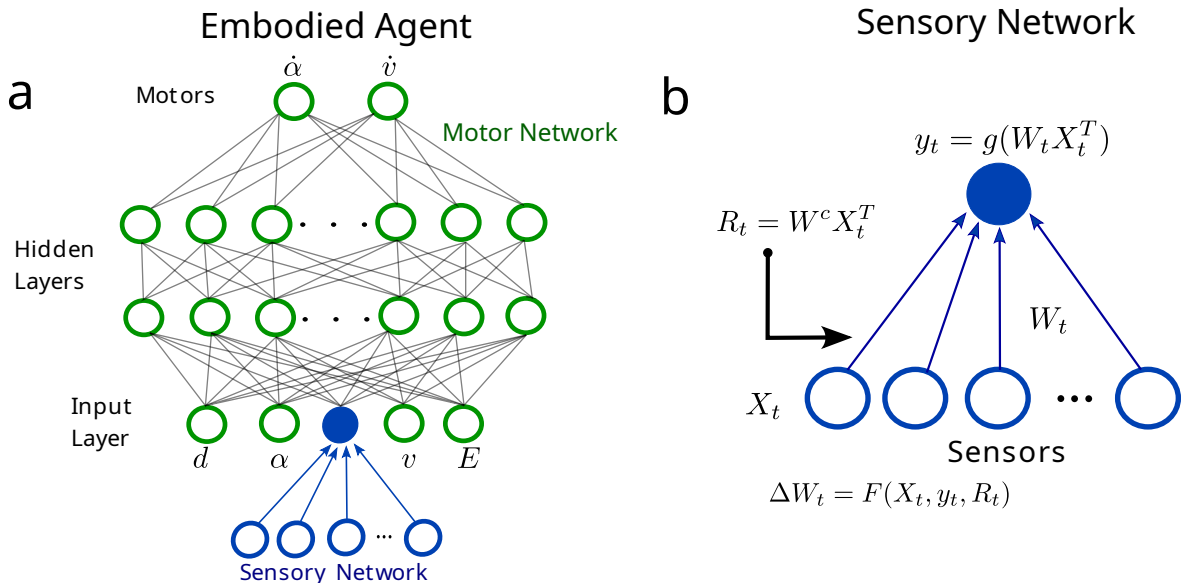 Embodied Agent
a
α̇
v̇
Motors
Motor Network
Hidden
Layers
. . .
. . .
Input
Layer
d
α
v
E
...
Sensory Network
Sensory Network
b
y_t = g(W_t X_t^T)
R_t = W^c X_t^T
W_t
X_t
...
Sensors
ΔW_t = F(X_t, y_t, R_t)